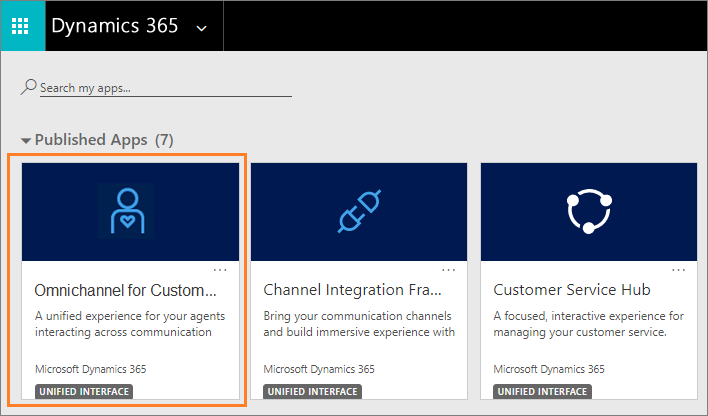 Dynamics 365
Search my apps...
Published Apps (7)
Omnichannel for Custom...
A unified experience for your agents
interacting across communication
Microsoft Dynamics 365
UNIFIED INTERFACE
Channel Integration Fra...
Bring your communication channels
and build immersive experience with
Microsoft Dynamics 365
UNIFIED INTERFACE
Customer Service Hub
A focused, interactive experience for
managing your customer service.
Microsoft Dynamics 365
UNIFIED INTERFACE